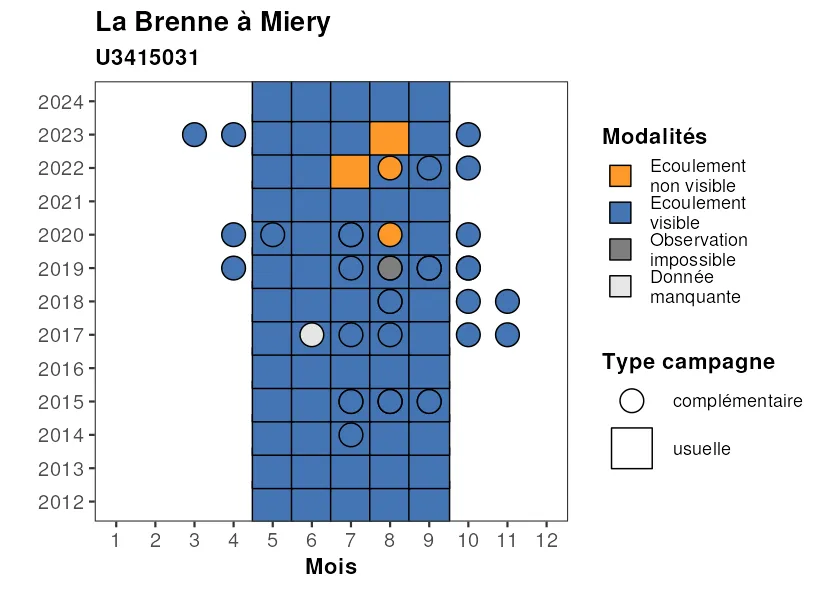 La Brenne à Miery
U3415031
2024
2023
2022
2021
2020
2019
2018
2017
2016
2015
2014
2013
2012
1 2 3 4 5 6 7 8 9 10 11 12
Mois
Modalités
Ecoulement
non visible
Ecoulement
visible
Observation
impossible
Donnée
manquante
Type campagne
complémentaire
usuelle